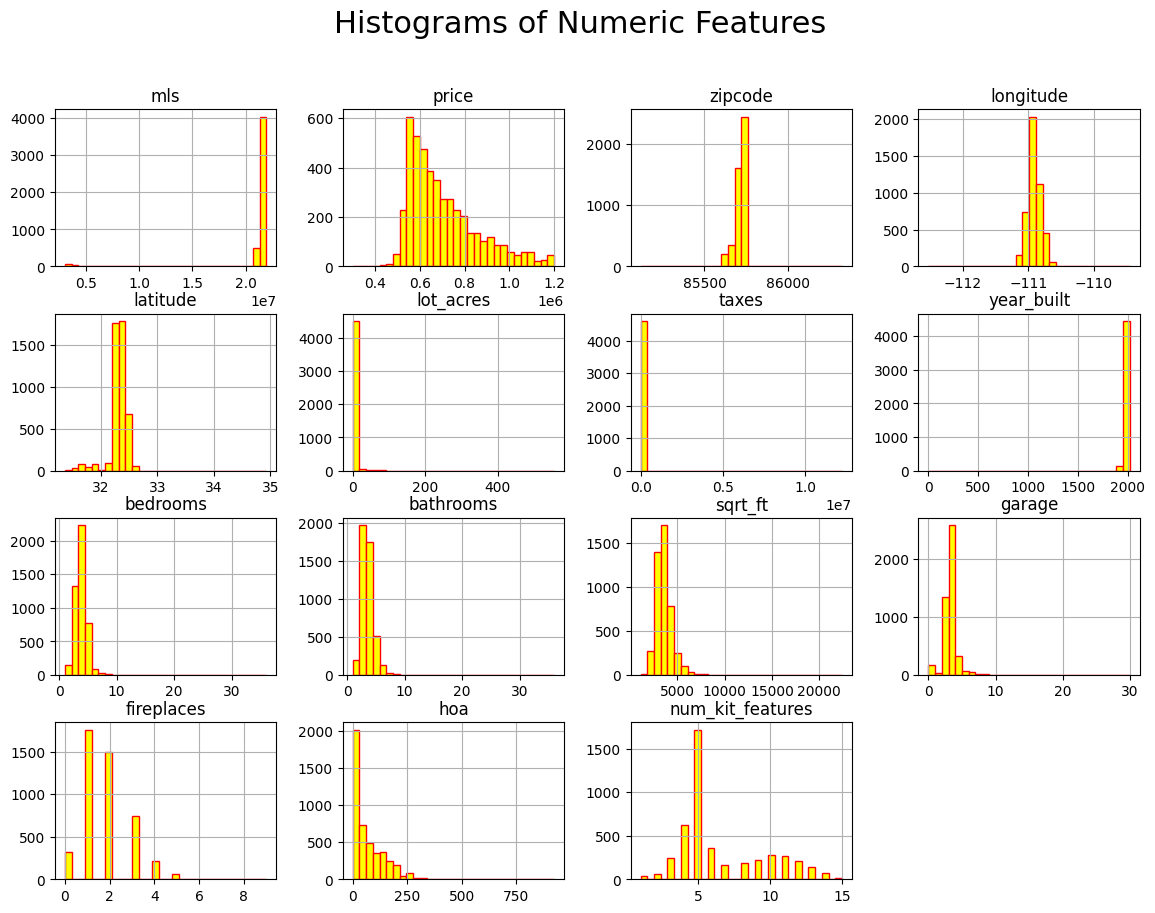 Histograms of Numeric Features
mls price zipcode longitude
4000 600 2000
3000 400 2000 1500
2000 1000 1000
1000 200 500
0 0 0 0
0.5 1.0 1.5 2.0 0.4 0.6 0.8 1.0 1.2 85500 86000 −112 −111 −110
1e7 1e6
latitude lot_acres taxes year_built
1500 4000 4000 4000
1000 3000 3000 3000
500 2000 2000 2000
1000 1000 1000
0 0 0 0
32 33 34 35 0 200 400 0.0 0.5 1.0 0 500 1000 1500 2000
1e7
bedrooms bathrooms sqrt_ft garage
2000 2000 1500 2000
1500 1500 1000
1000 1000 500 1000
500 500
0 0 0 0
0 10 20 30 0 10 20 30 5000 10000 15000 20000 0 10 20 30
fireplaces hoa num_kit_features
1500 2000 1500
1000 1500 1000
500 1000 500
500
0 0 0
0 2 4 6 8 0 250 500 750 5 10 15